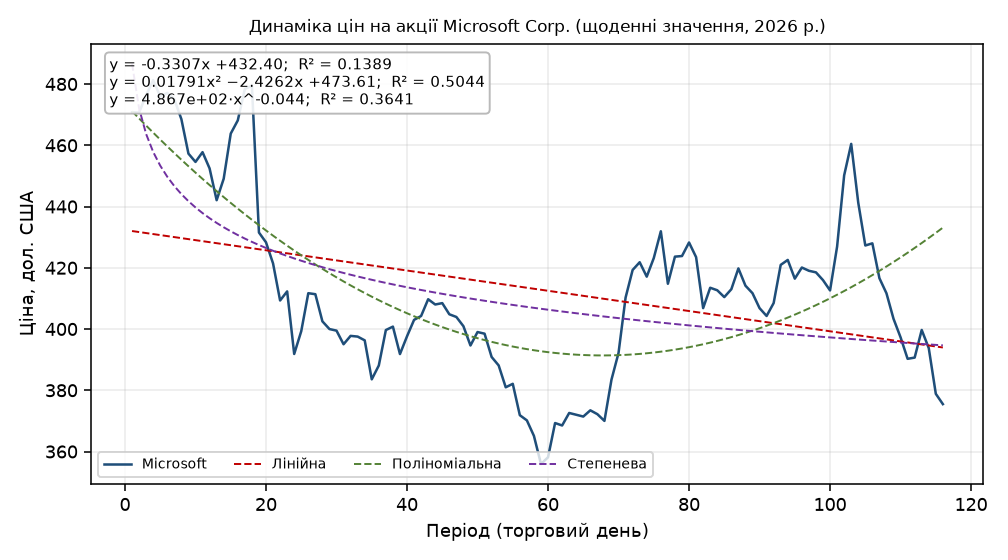 Динаміка цін на акції Microsoft Corp. (щоденні значення, 2026 р.)
y = -0.3307x +432.40;  R² = 0.1389
y = 0.01791x² −2.4262x +473.61;  R² = 0.5044
y = 4.867e+02·x^-0.044;  R² = 0.3641
Ціна, дол. США
480
460
440
420
400
380
360
Microsoft
Лінійна
Поліноміальна
Степенева
0
20
40
60
80
100
120
Період (торговий день)